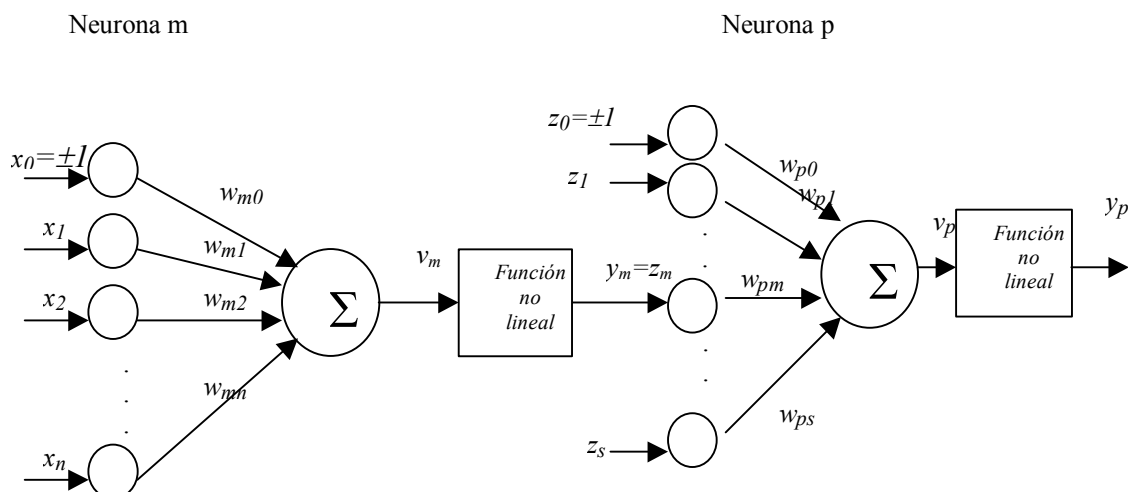 Neurona m
Neurona p
x0=±1
wm0
x1
wm1
x2
wm2
wmn
xn
Σ
vm
Función
no
lineal
ym=zm
z0=±1
z1
wp0
wp1
wpm
wps
zs
Σ
vp
Función
no
lineal
yp